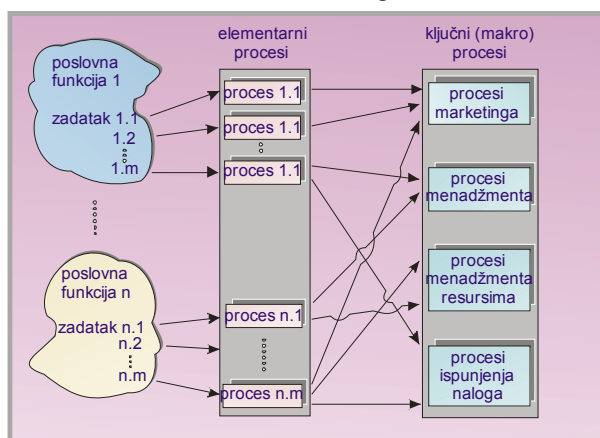 elementarni
procesi
ključni (makro)
procesi
poslovna
funkcija 1
zadatak 1.1
1.2
1.m
proces 1.1
proces 1.1
proces 1.1
procesi
marketinga
procesi
menadžmenta
procesi
menadžmenta
resursima
procesi
ispunjenja
naloga
poslovna
funkcija n
zadatak n.1
n.2
n.m
proces n.1
proces n.m